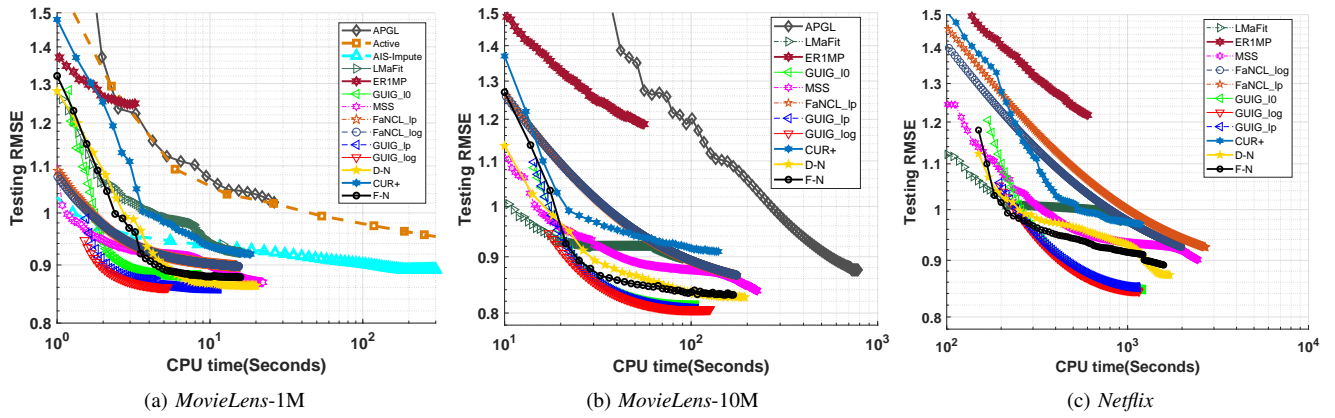 1.5
1.4
1.3
1.2
1.1
1
0.9
0.8
Testing RMSE
10^0
10^1
10^2
CPU time(Seconds)
APGL
Active
AIS-Impute
LMaFit
ER1MP
GUIG_l0
MSS
FaNCL_lp
FaNCL_log
GUIG_lp
GUIG_log
D-N
CUR+
F-N
(a) MovieLens-1M
1.5
1.4
1.3
1.2
1.1
1
0.9
0.8
Testing RMSE
10^1
10^2
10^3
CPU time(Seconds)
APGL
LMaFit
ER1MP
GUIG_l0
MSS
FaNCL_lp
GUIG_lp
GUIG_log
FaNCL_log
CUR+
D-N
F-N
(b) MovieLens-10M
1.5
1.4
1.3
1.2
1.1
1
0.9
0.8
Testing RMSE
10^2
10^3
10^4
CPU time(Seconds)
LMaFit
ER1MP
MSS
FaNCL_log
FaNCL_lp
GUIG_l0
GUIG_log
GUIG_lp
CUR+
D-N
F-N
(c) Netflix